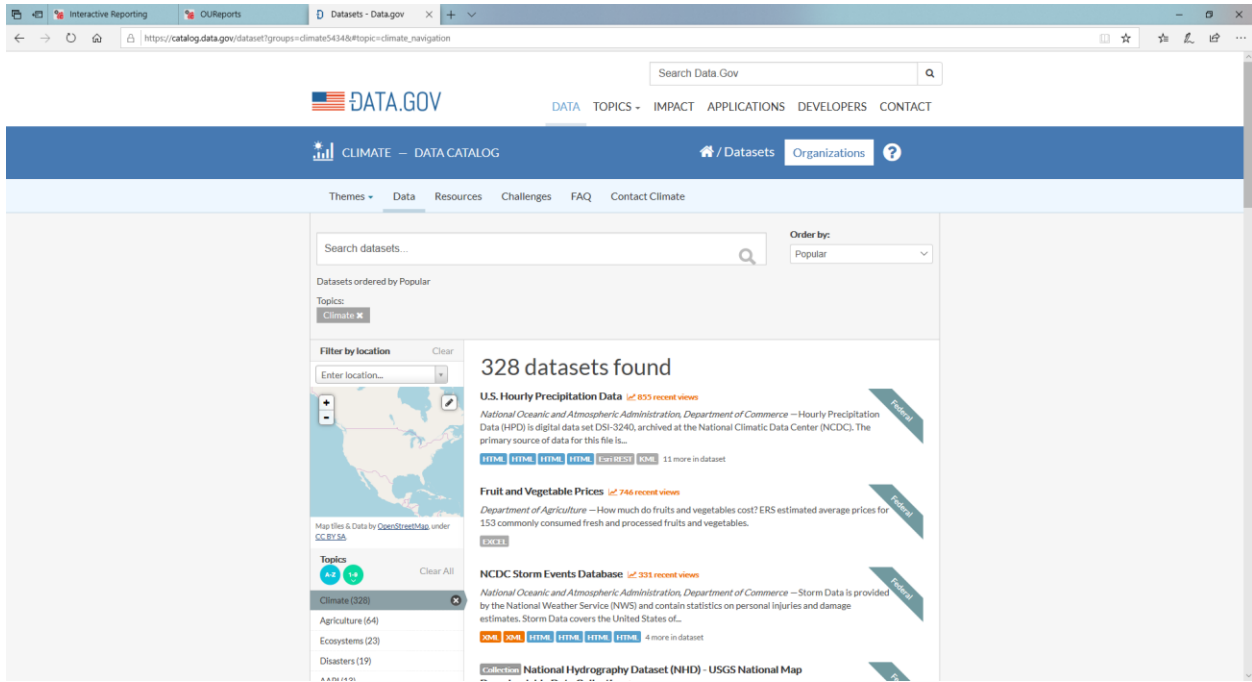 Interactive Reporting
OUReports
Datasets - Data.gov
https://catalog.data.gov/dataset?groups=climate5434&#topic=climate_navigation
Search Data.Gov
DATA.GOV
DATA TOPICS IMPACT APPLICATIONS DEVELOPERS CONTACT
CLIMATE – DATA CATALOG
/ Datasets
Organizations
?
Themes Data Resources Challenges FAQ Contact Climate
Search datasets...
Order by:
Popular
Datasets ordered by Popular
Topics:
Climate ✖
Filter by location
Clear
Enter location...
+
-
Map tiles & Data by OpenStreetMap, under
CC BY SA.
Topics
A-Z
1-9
Clear All
Climate (328)
Agriculture (64)
Ecosystems (23)
Disasters (19)
AAPI (13)
328 datasets found
U.S. Hourly Precipitation Data 855 recent views
Federal
National Oceanic and Atmospheric Administration, Department of Commerce — Hourly Precipitation
Data (HPD) is digital data set DSI-3240, archived at the National Climatic Data Center (NCDC). The
primary source of data for this file is...
HTML HTML HTML HTML Esri REST KML 11 more in dataset
Fruit and Vegetable Prices 746 recent views
Federal
Department of Agriculture — How much do fruits and vegetables cost? ERS estimated average prices for
153 commonly consumed fresh and processed fruits and vegetables.
EXCEL
NCDC Storm Events Database 331 recent views
Federal
National Oceanic and Atmospheric Administration, Department of Commerce — Storm Data is provided
by the National Weather Service (NWS) and contain statistics on personal injuries and damage
estimates. Storm Data covers the United States of...
XML XML HTML HTML HTML HTML 4 more in dataset
Collection National Hydrography Dataset (NHD) - USGS National Map
Downloadable Data Collection